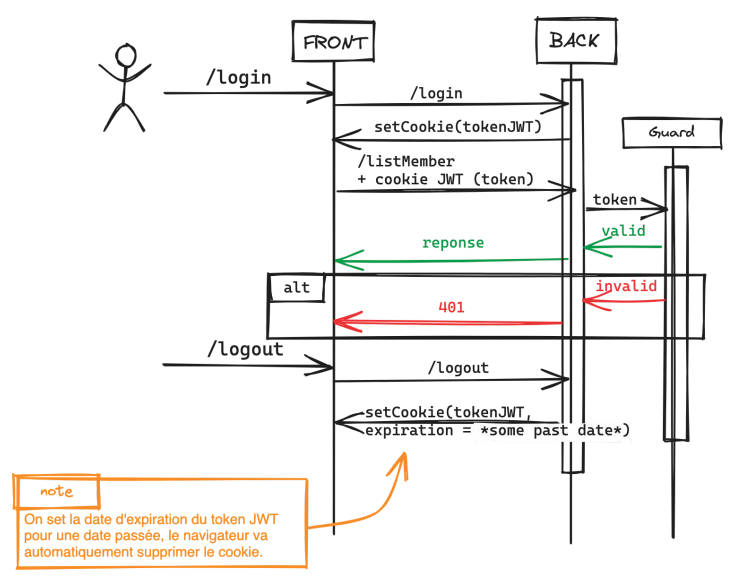 FRONT
BACK
/login
/login
Guard
setCookie(tokenJWT)
/listMember
+ cookie JWT (token)
token
valid
reponse
alt
invalid
401
/logout
/logout
setCookie(tokenJWT,
expiration = *some past date*)
note
On set la date d'expiration du token JWT
pour une date passée, le navigateur va
automatiquement supprimer le cookie.